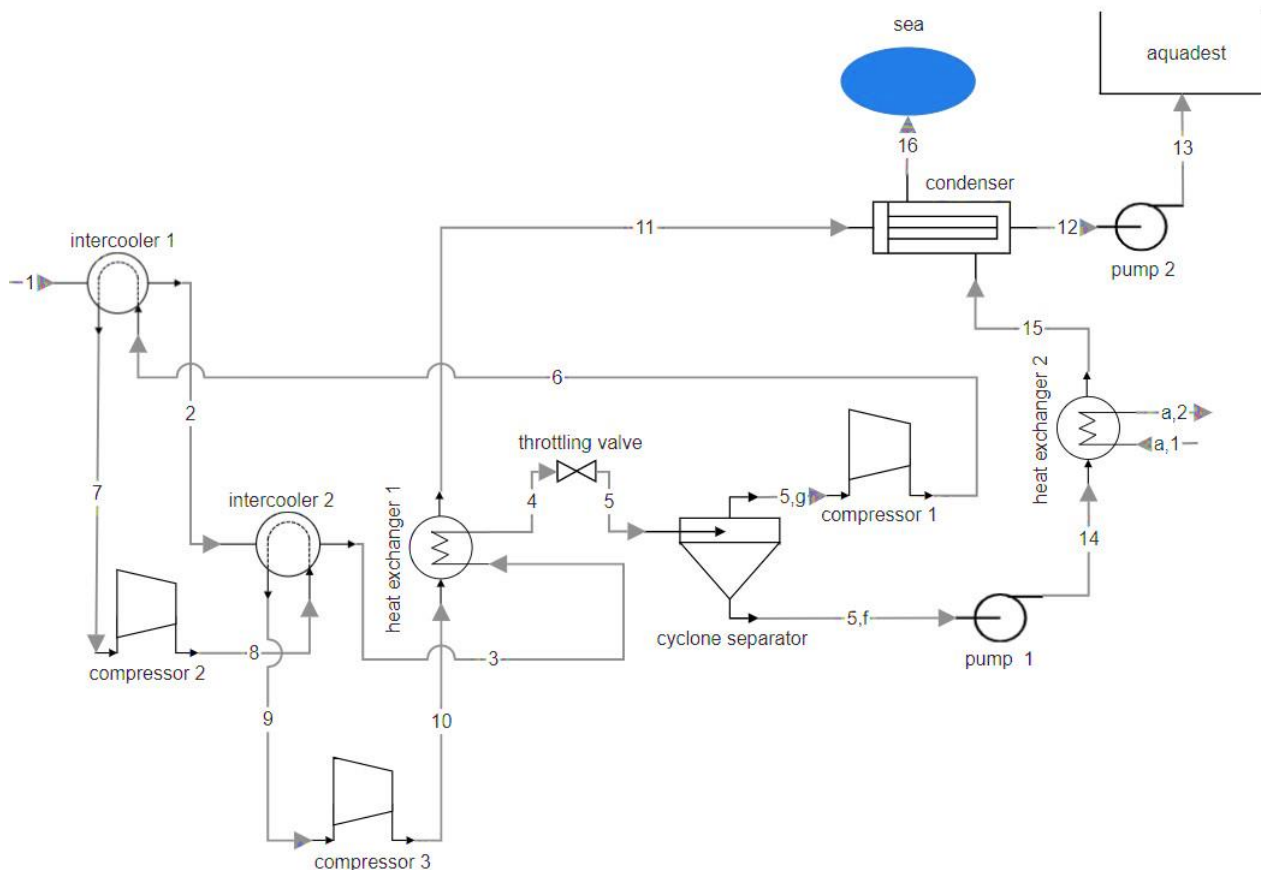 sea
aquadest
16
13
condenser
intercooler 1
11
12
1
pump 2
15
6
heat exchanger 2
2
a,2
throttling valve
a,1
7
intercooler 2
4
5
5,g
heat exchanger 1
compressor 1
14
cyclone separator
5,f
8
3
pump 1
compressor 2
9
10
compressor 3